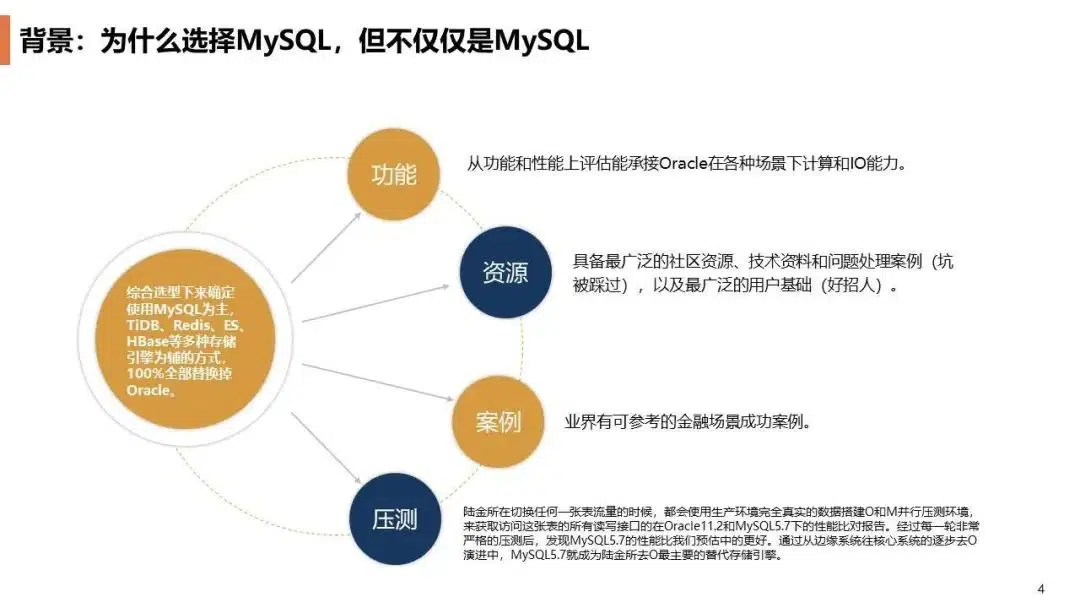 背景：为什么选择MySQL，但不仅仅是MySQL
综合选型下来确定
使用MySQL为主，
TiDB、Redis、ES、
HBase等多种存储
引擎为辅的方式，
100%全部替换掉
Oracle。
功能
从功能和性能上评估能承接Oracle在各种场景下计算和IO能力。
资源
具备最广泛的社区资源、技术资料和问题处理案例（坑
被踩过），以及最广泛的用户基础（好招人）。
案例
业界有可参考的金融场景成功案例。
压测
陆金所在切换任何一张表流量的时候，都会使用生产环境完全真实的数据搭建O和M并行压测环境，
来获取访问这张表的所有读写接口的在Oracle11.2和MySQL5.7下的性能比对报告。经过每一轮非常
严格的压测后，发现MySQL5.7的性能比我们预估中的更好。通过从边缘系统往核心系统的逐步去O
演进中，MySQL5.7就成为陆金所去O最主要的替代存储引擎。
4